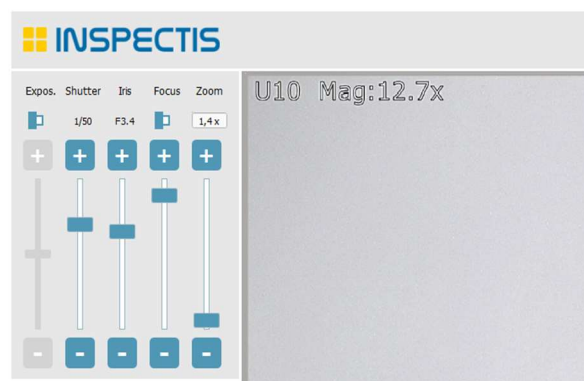 INSPECTIS
U10 Mag:12.7x
Expos. Shutter Iris Focus Zoom
1/50 F3.4 1,4 x
+ + + + +
- - - - -